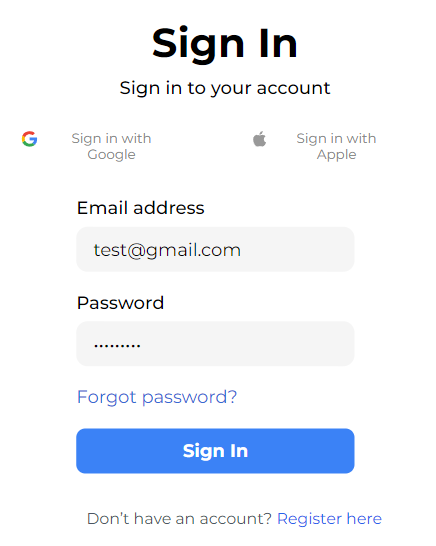 Sign In
Sign in to your account
Sign in with
Google
Sign in with
Apple
Email address
test@gmail.com
Password
•••••••••
Forgot password?
Sign In
Don’t have an account? Register here